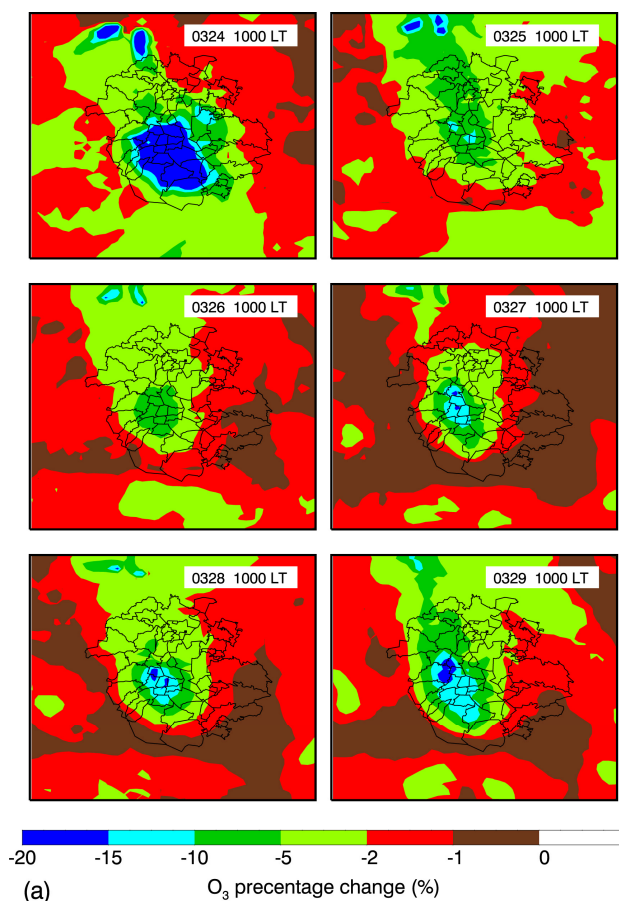 0324 1000 LT
0325 1000 LT
0326 1000 LT
0327 1000 LT
0328 1000 LT
0329 1000 LT
-20 -15 -10 -5 -2 -1 0
(a) O₃ precentage change (%)